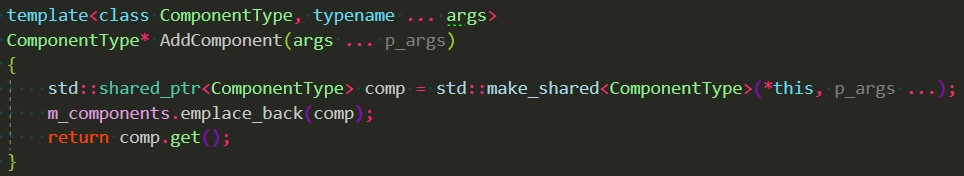 template<class ComponentType, typename ... args>
ComponentType* AddComponent(args ... p_args)
{
    std::shared_ptr<ComponentType> comp = std::make_shared<ComponentType>(*this, p_args ...);
    m_components.emplace_back(comp);
    return comp.get();
}